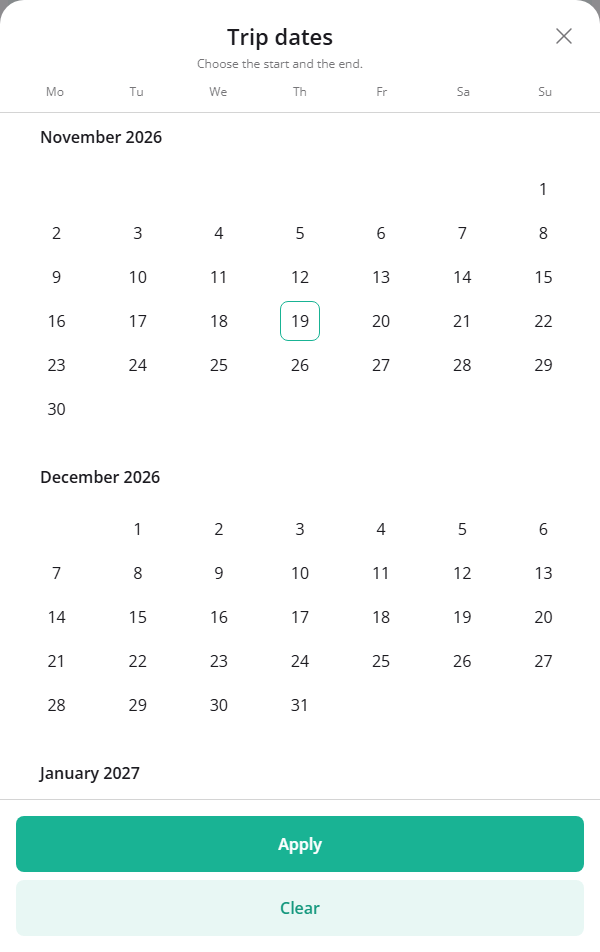 Trip dates
Choose the start and the end.
Mo Tu We Th Fr Sa Su
November 2026
1
2 3 4 5 6 7 8
9 10 11 12 13 14 15
16 17 18 19 20 21 22
23 24 25 26 27 28 29
30
December 2026
1 2 3 4 5 6
7 8 9 10 11 12 13
14 15 16 17 18 19 20
21 22 23 24 25 26 27
28 29 30 31
January 2027
Apply
Clear